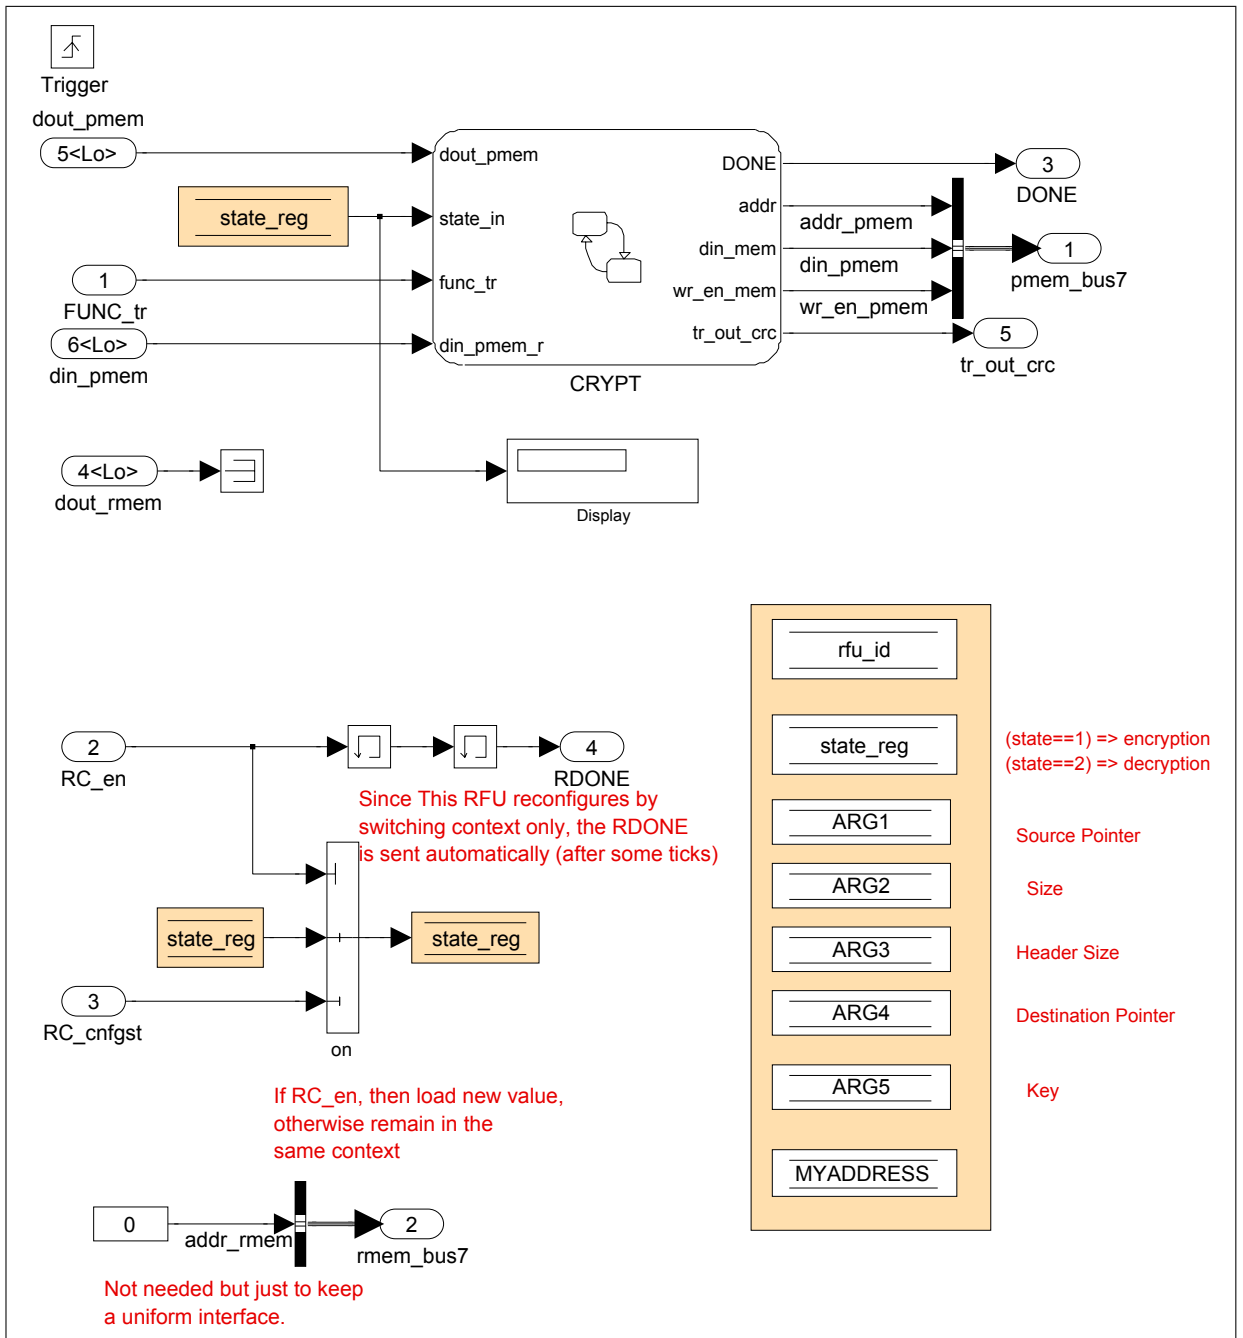 Trigger
dout_pmem
5<Lo>
state_reg
1
FUNC_tr
6<Lo>
din_pmem
dout_pmem
state_in
func_tr
din_pmem_r
DONE
addr
din_mem
wr_en_mem
tr_out_crc
CRYPT
addr_pmem
din_pmem
wr_en_pmem
3
DONE
1
pmem_bus7
5
tr_out_crc
4<Lo>
dout_rmem
Display
2
RC_en
4
RDONE
Since This RFU reconfigures by
switching context only, the RDONE
is sent automatically (after some ticks)
state_reg
state_reg
3
RC_cnfgst
on
If RC_en, then load new value,
otherwise remain in the
same context
0
addr_rmem
2
rmem_bus7
Not needed but just to keep
a uniform interface.
rfu_id
state_reg
(state==1) => encryption
(state==2) => decryption
ARG1
Source Pointer
ARG2
Size
ARG3
Header Size
ARG4
Destination Pointer
ARG5
Key
MYADDRESS